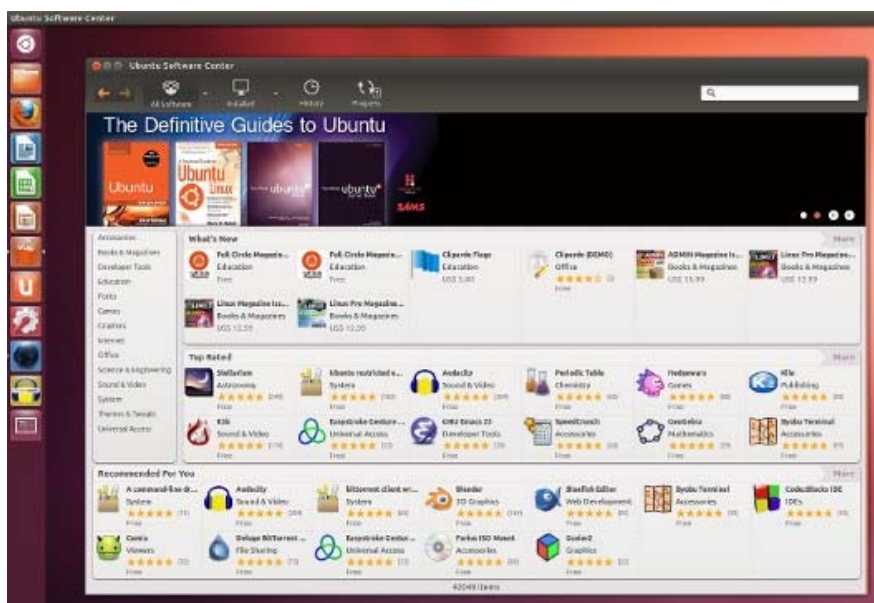 Ubuntu Software Center
Ubuntu Software Center
All Software
Installed
History
Progress
The Definitive Guides to Ubuntu
Ubuntu
Ubuntu
Linux
ubuntu
ubuntu
SAMS
Accessories
Books & Magazines
Developer Tools
Education
Fonts
Games
Graphics
Internet
Office
Science & Engineering
Sound & Video
System
Themes & Tweaks
Universal Access
What's New
More
Full Circle Magazin...
Education
Free
Full Circle Magazin...
Education
Free
Cliparde Flags
Education
Cliparde (DEMO)
Office
Free
ADMIN Magazine Is...
Books & Magazines
Linux Pro Magazine...
Books & Magazines
US$ 12.99
Linux Magazine Iss...
Books & Magazines
US$ 12.99
Linux Pro Magazine...
Books & Magazines
US$ 12.99
Top Rated
More
Stellarium
Astronomy
Free
Ubuntu restricted e...
System
Free
Audacity
Sound & Video
Free
Periodic Table
Chemistry
Free
Hedgewars
Games
Free
Kile
Publishing
Free
K3b
Sound & Video
Free
Easystroke Gesture ...
Universal Access
Free
GNU Emacs 23
Developer Tools
Free
SpeedCrunch
Accessories
Free
GeoGebra
Mathematics
Free
Byobu Terminal
Accessories
Free
Recommended For You
More
A command-line dr...
System
Free
Audacity
Sound & Video
Free
bittorrent client wr...
System
Free
Blender
3D Graphics
Free
Bluefish Editor
Web Development
Free
Byobu Terminal
Accessories
Free
Code::Blocks IDE
IDEs
Free
Comix
Viewers
Free
Deluge BitTorrent ...
File Sharing
Free
Easystroke Gestur...
Universal Access
Free
Furius ISO Mount
Accessories
Free
Gcolor2
Graphics
Free
42049 items